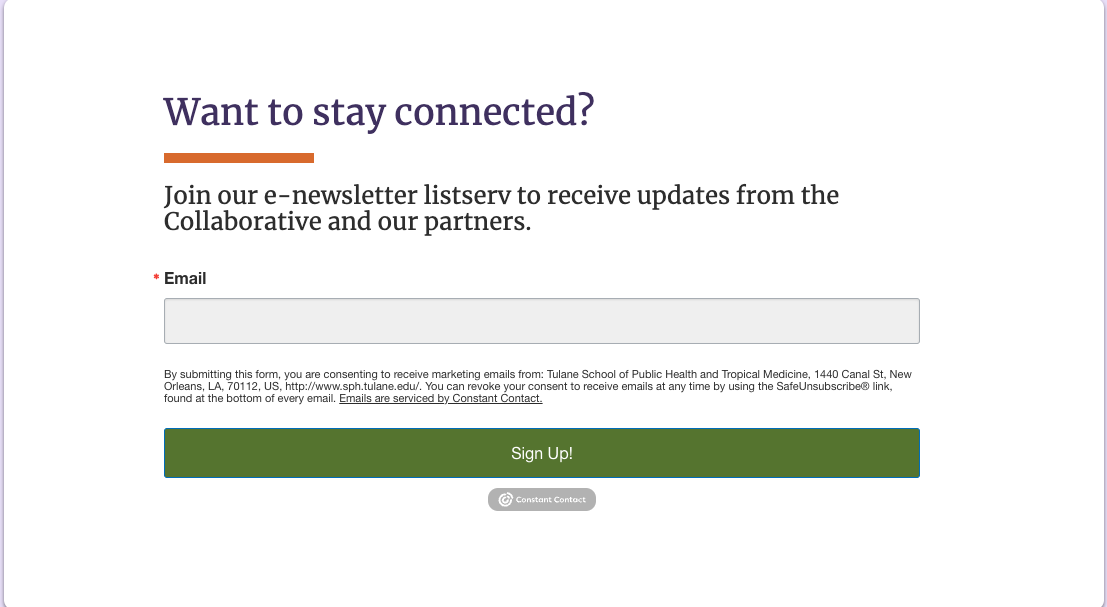 Want to stay connected?
Join our e-newsletter listserv to receive updates from the
Collaborative and our partners.
* Email
By submitting this form, you are consenting to receive marketing emails from: Tulane School of Public Health and Tropical Medicine, 1440 Canal St, New
Orleans, LA, 70112, US, http://www.sph.tulane.edu/. You can revoke your consent to receive emails at any time by using the SafeUnsubscribe® link,
found at the bottom of every email. Emails are serviced by Constant Contact.
Sign Up!
Constant Contact